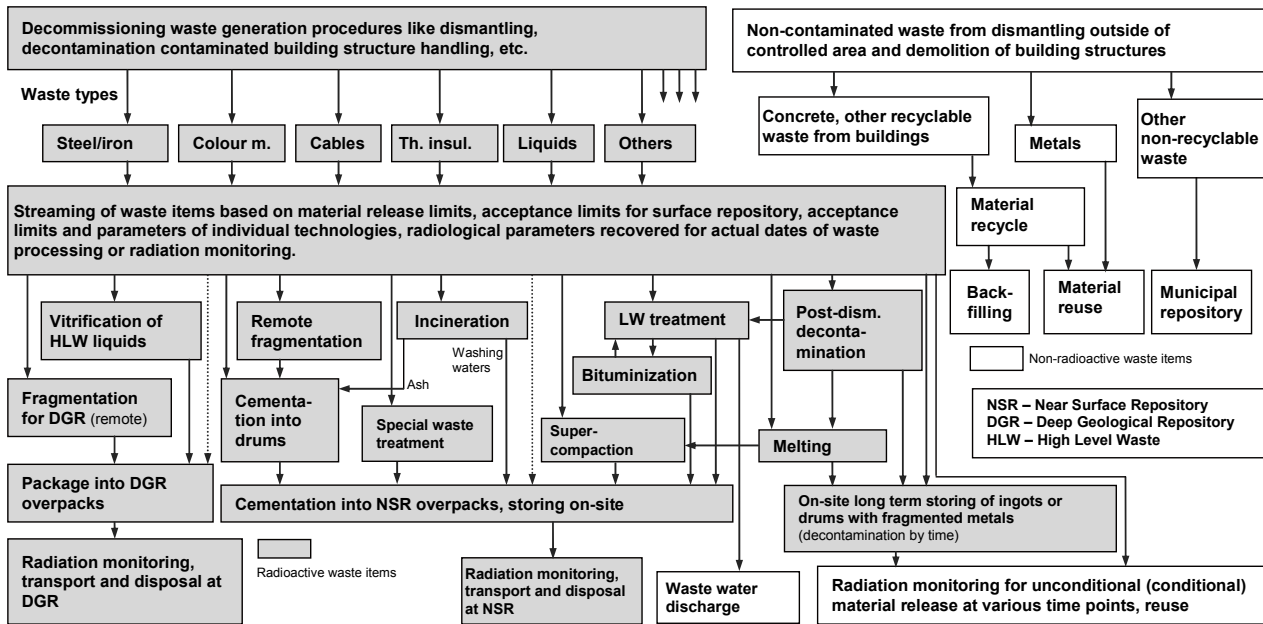 Decommissioning waste generation procedures like dismantling,
decontamination contaminated building structure handling, etc.
Non-contaminated waste from dismantling outside of
controlled area and demolition of building structures
Waste types
Steel/iron
Colour m.
Cables
Th. insul.
Liquids
Others
Concrete, other recyclable
waste from buildings
Metals
Other
non-recyclable
waste
Streaming of waste items based on material release limits, acceptance limits for surface repository, acceptance
limits and parameters of individual technologies, radiological parameters recovered for actual dates of waste
processing or radiation monitoring.
Material
recycle
Back-
filling
Material
reuse
Municipal
repository
Vitrification of
HLW liquids
Remote
fragmentation
Incineration
LW treatment
Post-dism.
deconta-
mination
Non-radioactive waste items
Washing
waters
Ash
Bituminization
Fragmentation
for DGR (remote)
Cementa-
tion into
drums
Special waste
treatment
Super-
compaction
Melting
NSR – Near Surface Repository
DGR – Deep Geological Repository
HLW – High Level Waste
Package into DGR
overpacks
Cementation into NSR overpacks, storing on-site
On-site long term storing of ingots or
drums with fragmented metals
(decontamination by time)
Radiation monitoring,
transport and disposal at
DGR
Radioactive waste items
Radiation monitoring,
transport and disposal
at NSR
Waste water
discharge
Radiation monitoring for unconditional (conditional)
material release at various time points, reuse